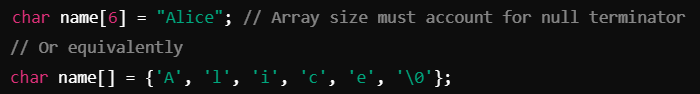 char name[6] = "Alice"; // Array size must account for null terminator
// Or equivalently
char name[] = {'A', 'l', 'i', 'c', 'e', '\0'};